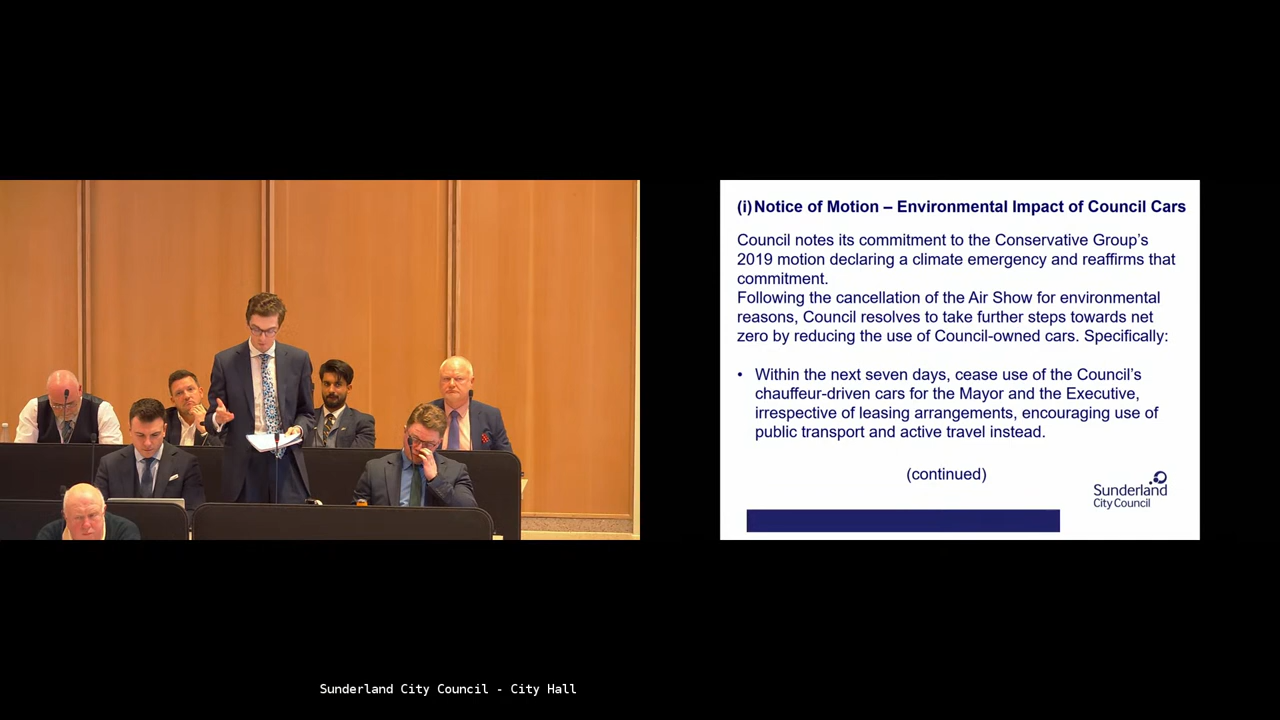 (i) Notice of Motion – Environmental Impact of Council Cars
Council notes its commitment to the Conservative Group's
2019 motion declaring a climate emergency and reaffirms that
commitment.
Following the cancellation of the Air Show for environmental
reasons, Council resolves to take further steps towards net
zero by reducing the use of Council-owned cars. Specifically:
• Within the next seven days, cease use of the Council's
chauffeur-driven cars for the Mayor and the Executive,
irrespective of leasing arrangements, encouraging use of
public transport and active travel instead.
(continued)
Sunderland
City Council
Sunderland City Council - City Hall